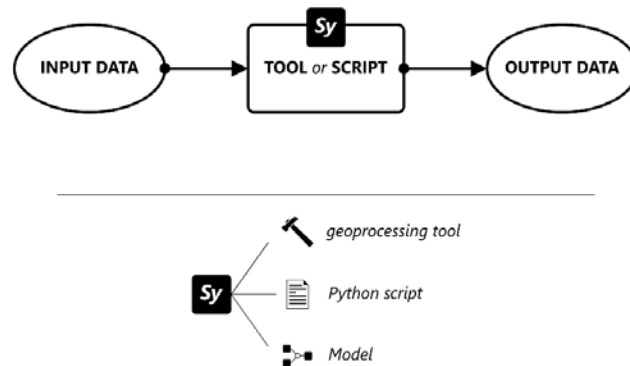 Sy
INPUT DATA
TOOL or SCRIPT
OUTPUT DATA
geoprocessing tool
Sy
Python script
Model